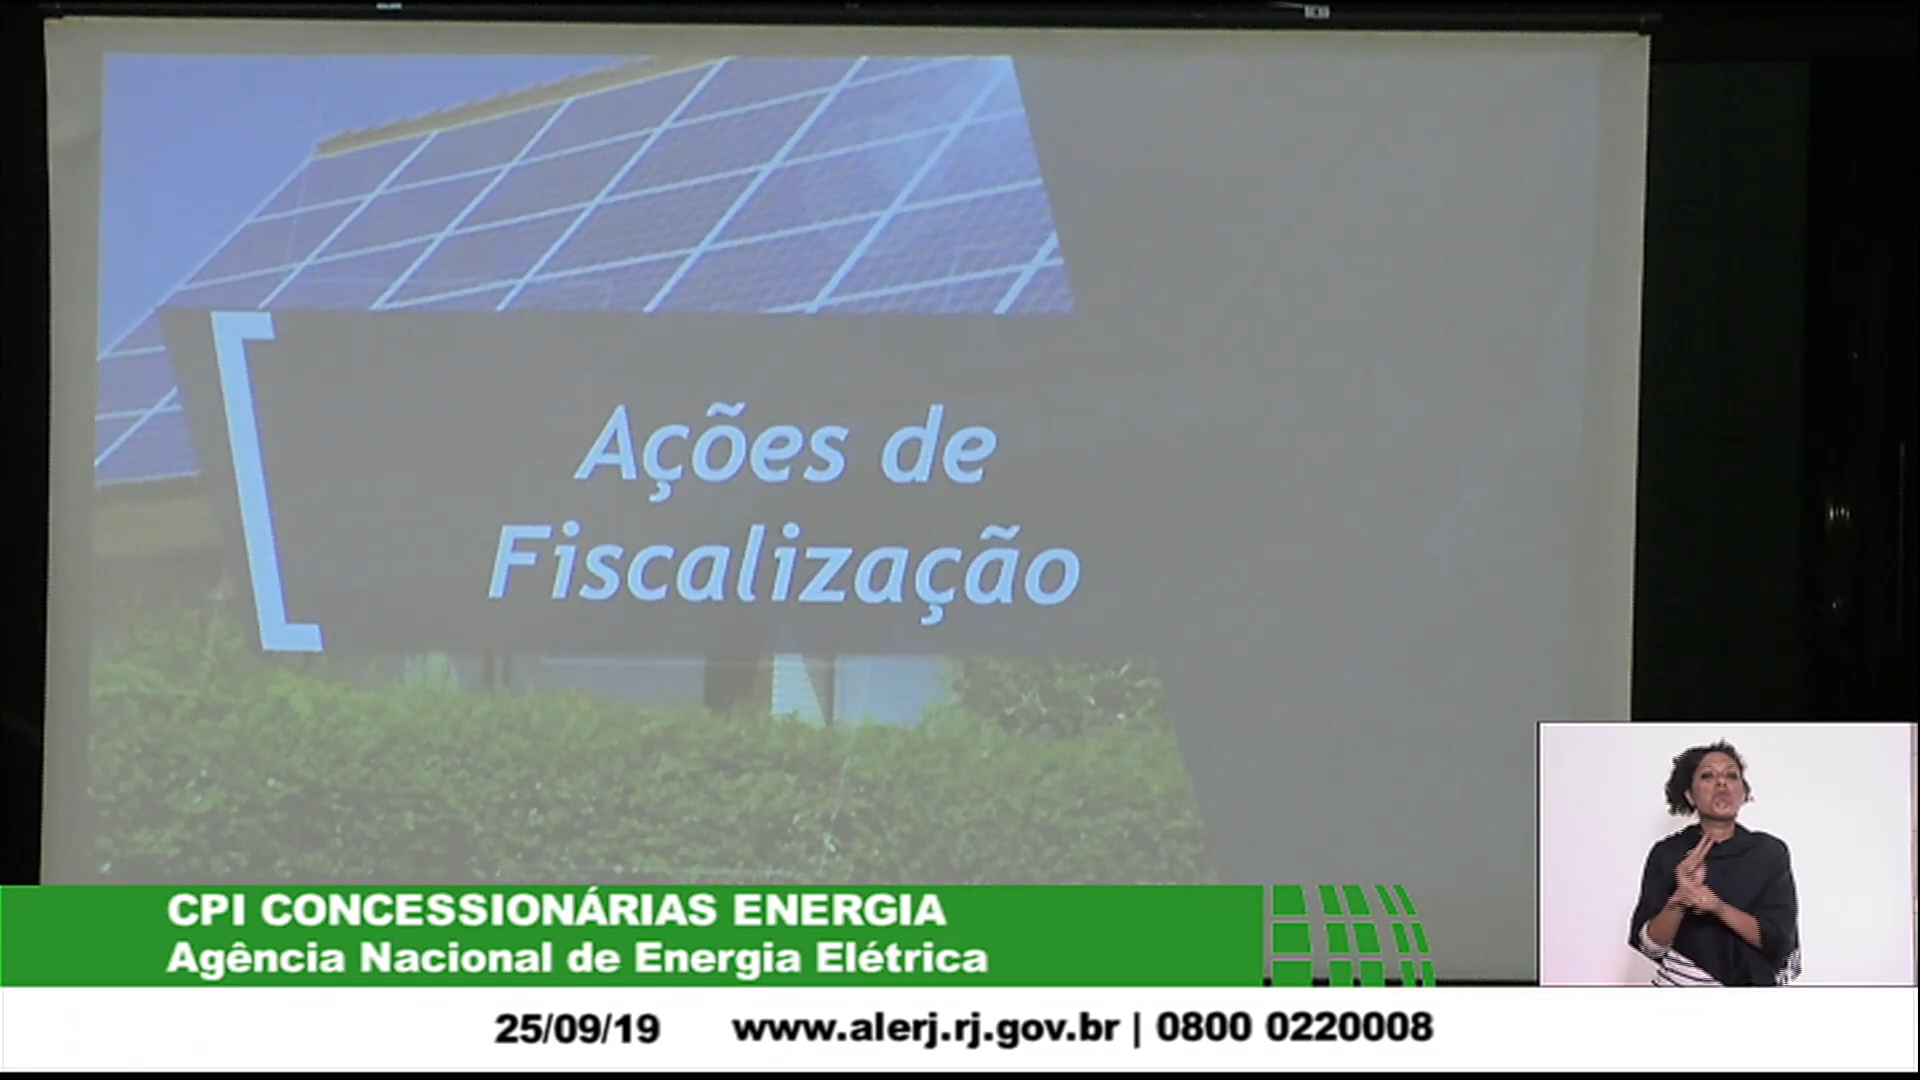 Ações de
Fiscalização
CPI CONCESSIONÁRIAS ENERGIA
Agência Nacional de Energia Elétrica
25/09/19 www.alerj.rj.gov.br | 0800 0220008